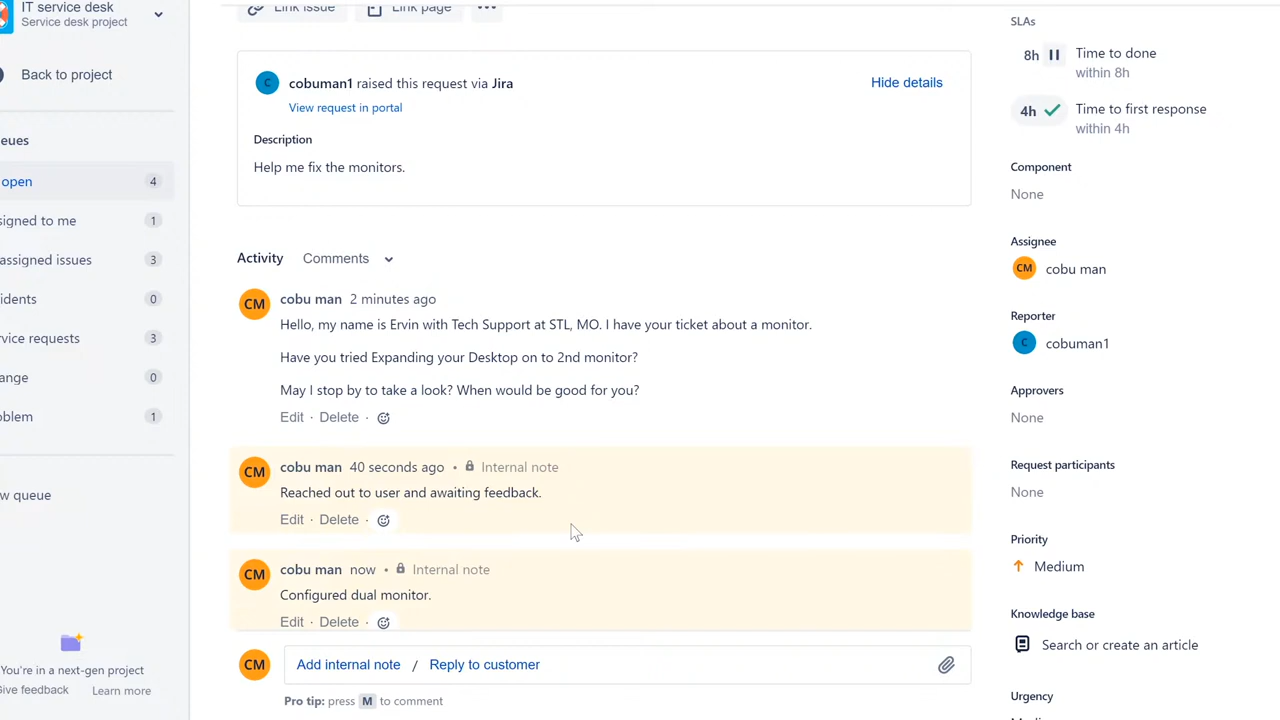 IT service desk
Service desk project
Back to project
eues
open 4
signed to me 1
assigned issues 3
idents 0
rvice requests 3
ange 0
oblem 1
w queue
You're in a next-gen project
Give feedback Learn more
Link issue Link page
C cobuman1 raised this request via Jira Hide details
View request in portal
Description
Help me fix the monitors.
Activity Comments
CM cobu man 2 minutes ago
Hello, my name is Ervin with Tech Support at STL, MO. I have your ticket about a monitor.
Have you tried Expanding your Desktop on to 2nd monitor?
May I stop by to take a look? When would be good for you?
Edit · Delete ·
CM cobu man 40 seconds ago • Internal note
Reached out to user and awaiting feedback.
Edit · Delete ·
CM cobu man now • Internal note
Configured dual monitor.
Edit · Delete ·
CM Add internal note / Reply to customer
Pro tip: press M to comment
SLAs
8h Time to done
within 8h
4h Time to first response
within 4h
Component
None
Assignee
CM cobu man
Reporter
C cobuman1
Approvers
None
Request participants
None
Priority
Medium
Knowledge base
Search or create an article
Urgency